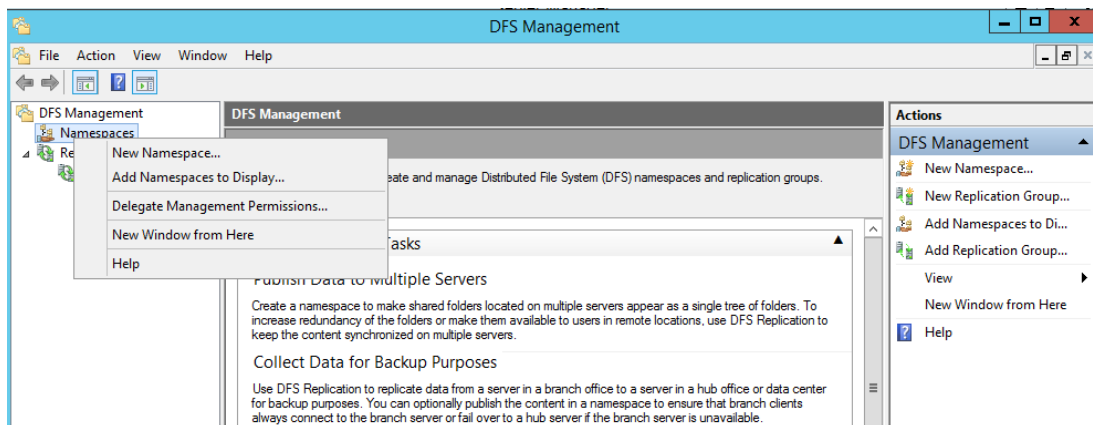 DFS Management
File Action View Window Help
DFS Management
Namespaces
Re
New Namespace...
Add Namespaces to Display...
Delegate Management Permissions...
New Window from Here
Help
DFS Management
eate and manage Distributed File System (DFS) namespaces and replication groups.
Tasks
Publish Data to Multiple Servers
Create a namespace to make shared folders located on multiple servers appear as a single tree of folders. To
increase redundancy of the folders or make them available to users in remote locations, use DFS Replication to
keep the content synchronized on multiple servers.
Collect Data for Backup Purposes
Use DFS Replication to replicate data from a server in a branch office to a server in a hub office or data center
for backup purposes. You can optionally publish the content in a namespace to ensure that branch clients
always connect to the branch server or fail over to a hub server if the branch server is unavailable.
Actions
DFS Management
New Namespace...
New Replication Group...
Add Namespaces to Di...
Add Replication Group...
View
New Window from Here
Help